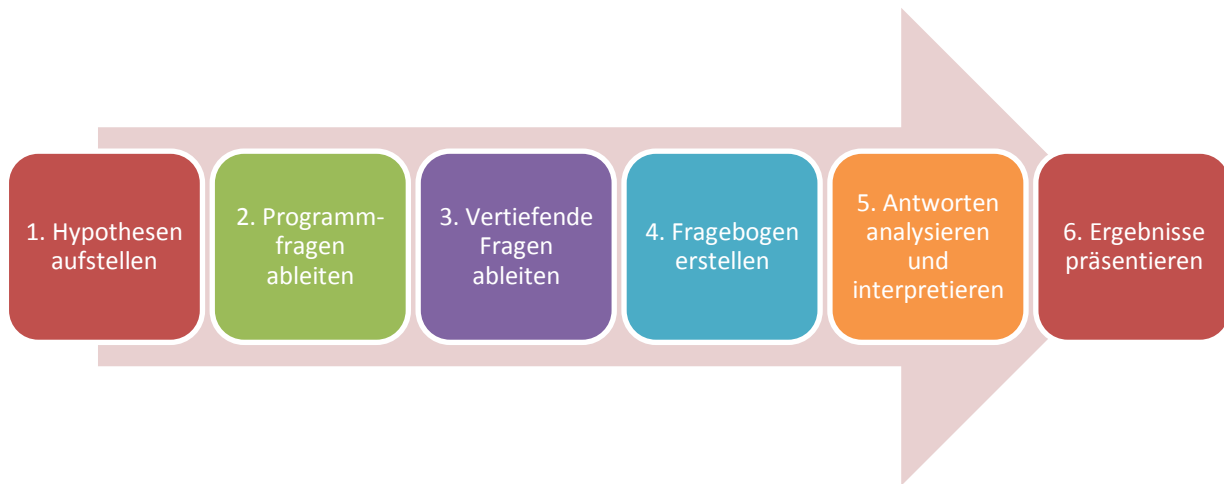 1. Hypothesen
aufstellen
2. Programm-
fragen
ableiten
3. Vertiefende
Fragen
ableiten
4. Fragebogen
erstellen
5. Antworten
analysieren
und
interpretieren
6. Ergebnisse
präsentieren